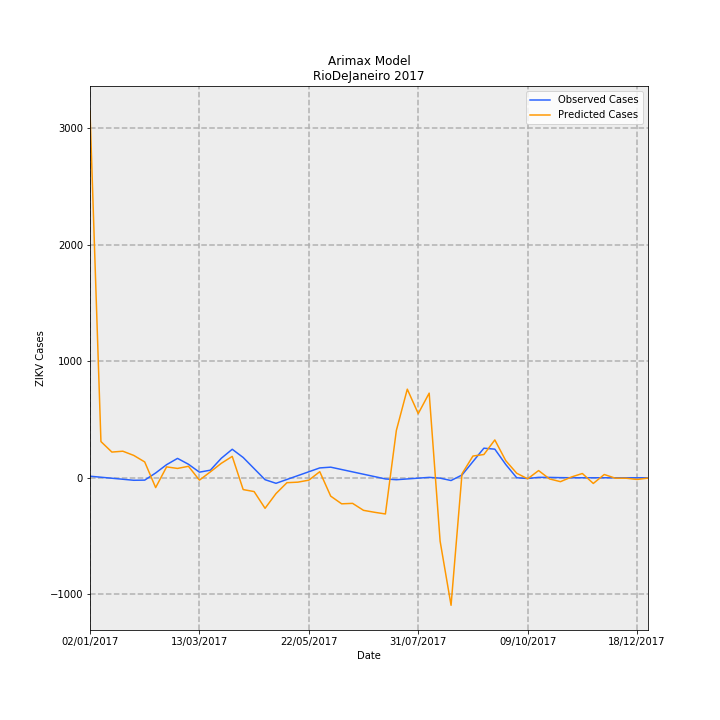 Arimax Model
RioDeJaneiro 2017
Observed Cases
Predicted Cases
3000
2000
1000
0
−1000
ZIKV Cases
02/01/2017 13/03/2017 22/05/2017 31/07/2017 09/10/2017 18/12/2017
Date